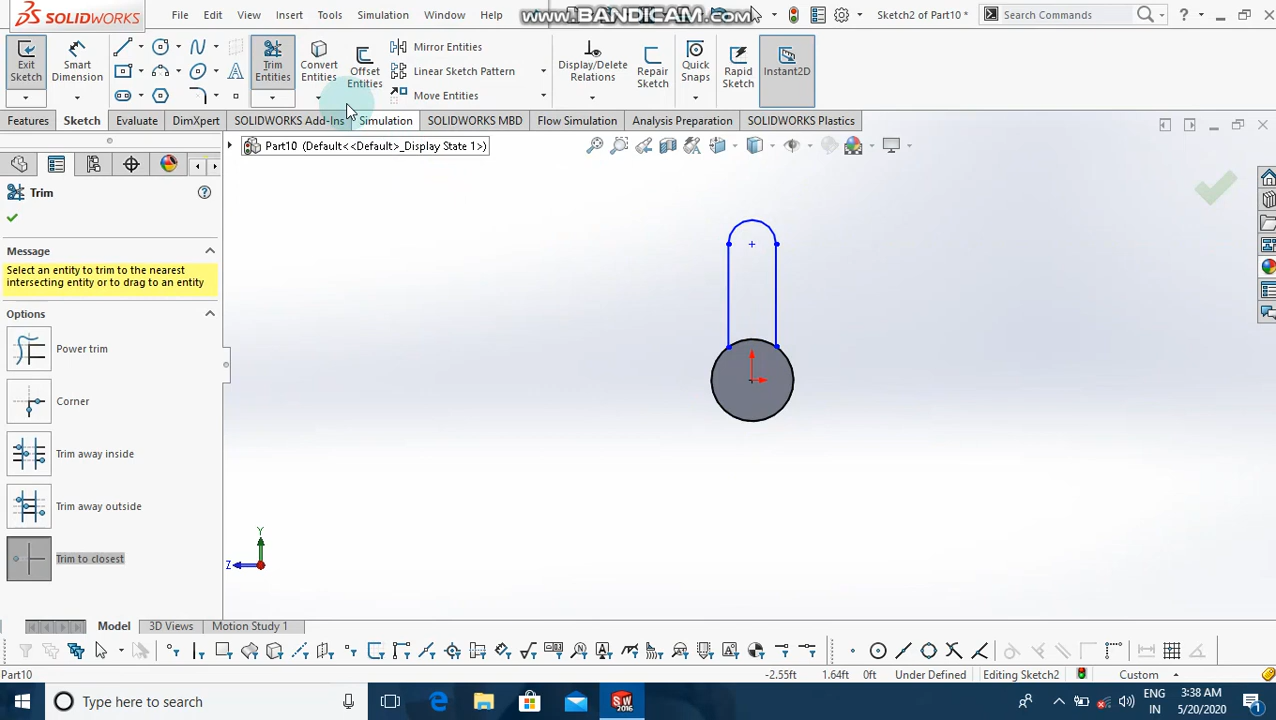 SOLIDWORKS File Edit View Insert Tools Simulation Window Help www.BANDICAM.com Sketch2 of Part10 * Search Commands ?
Exit Sketch Smart Dimension Trim Entities Convert Entities Offset Entities Mirror Entities Linear Sketch Pattern Move Entities Display/Delete Relations Repair Sketch Quick Snaps Rapid Sketch Instant2D
Features Sketch Evaluate DimXpert SOLIDWORKS Add-Ins Simulation SOLIDWORKS MBD Flow Simulation Analysis Preparation SOLIDWORKS Plastics
Part10 (Default<<Default>_Display State 1>)
Trim
Message
Select an entity to trim to the nearest
intersecting entity or to drag to an entity
Options
Power trim
Corner
Trim away inside
Trim away outside
Trim to closest
Y
Z
Model 3D Views Motion Study 1
Part10 -2.55ft 1.64ft 0ft Under Defined Editing Sketch2 Custom
Type here to search SW 2016 ENG IN 3:38 AM 5/20/2020 1